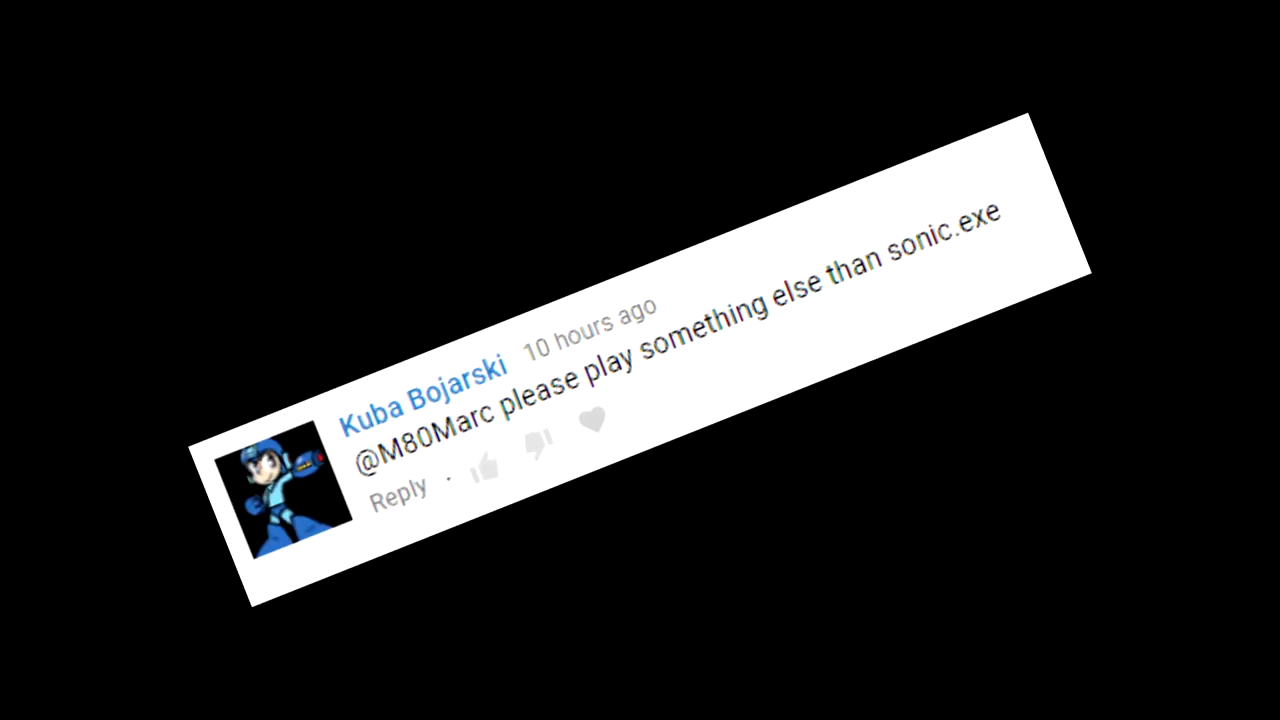 Kuba Bojarski 10 hours ago
@M80Marc please play something else than sonic.exe
Reply ·